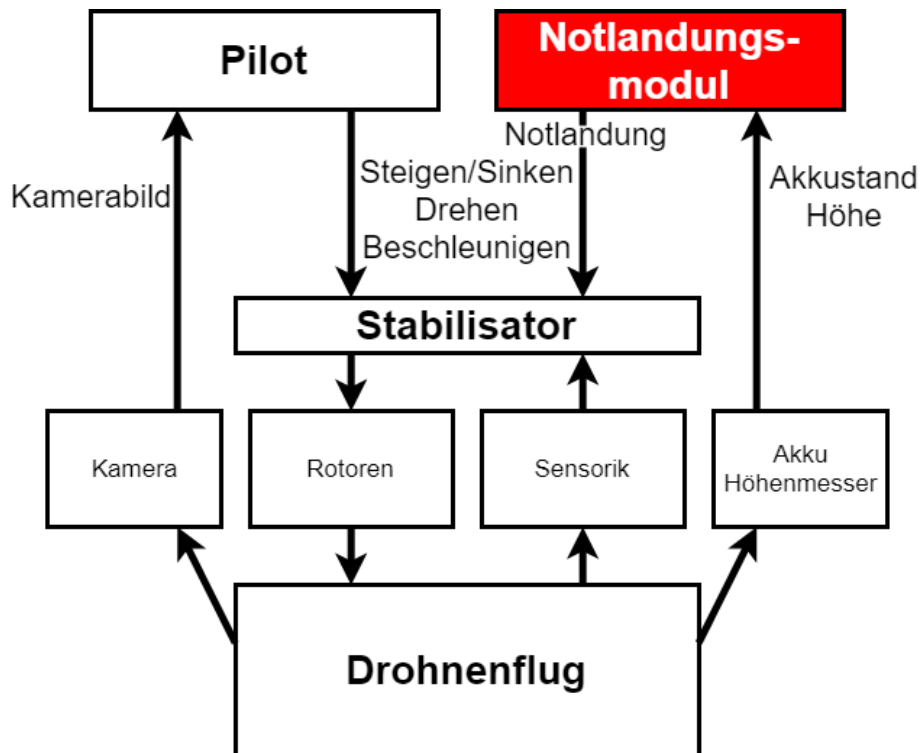 Pilot
Notlandungs-
modul
Notlandung
Steigen/Sinken
Drehen
Beschleunigen
Kamerabild
Akkustand
Höhe
Stabilisator
Kamera
Rotoren
Sensorik
Akku
Höhenmesser
Drohnenflug